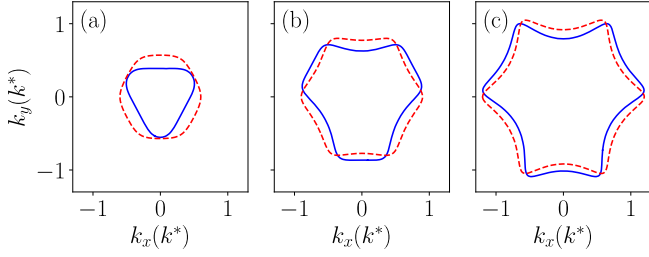 (a) (b) (c)
1
0
−1
k_y(k*)
−1 0 1 −1 0 1 −1 0 1
k_x(k*) k_x(k*) k_x(k*)